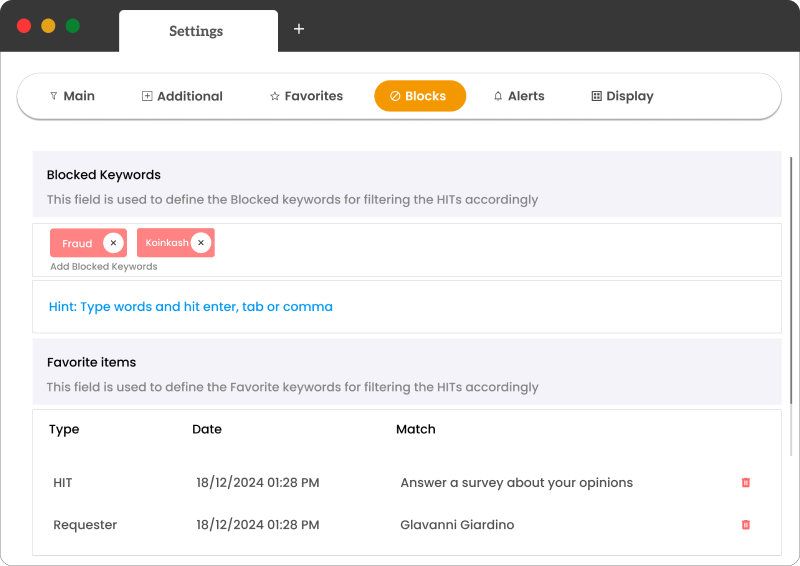 Settings
+
Main Additional Favorites Blocks Alerts Display
Blocked Keywords
This field is used to define the Blocked keywords for filtering the HITs accordingly
Fraud × Koinkash ×
Add Blocked Keywords
Hint: Type words and hit enter, tab or comma
Favorite items
This field is used to define the Favorite keywords for filtering the HITs accordingly
Type Date Match
HIT 18/12/2024 01:28 PM Answer a survey about your opinions
Requester 18/12/2024 01:28 PM Glavanni Giardino